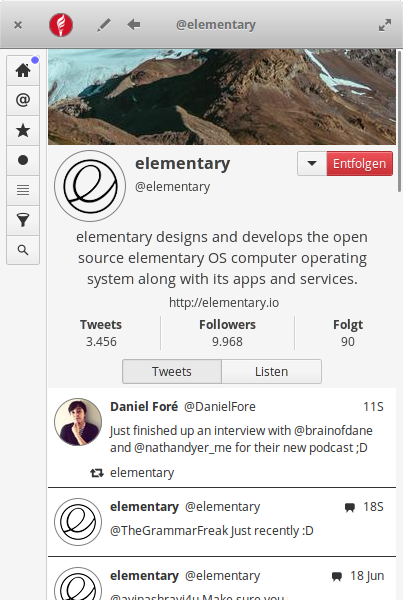 @elementary
elementary
@elementary
Entfolgen
elementary designs and develops the open
source elementary OS computer operating
system along with its apps and services.
http://elementary.io
Tweets Followers Folgt
3.456 9.968 90
Tweets Listen
Daniel Foré @DanielFore 11S
Just finished up an interview with @brainofdane
and @nathandyer_me for their new podcast ;D
elementary
elementary @elementary 18S
@TheGrammarFreak Just recently :D
elementary @elementary 18 Jun
@avinashravi4u Make sure you